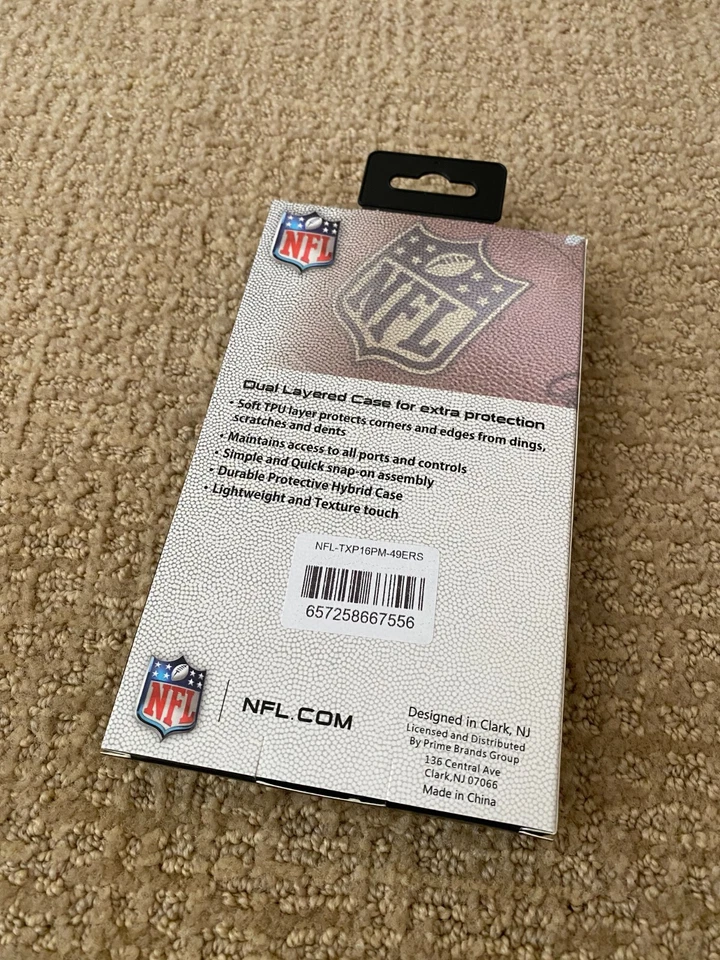 NFL
NFL
Dual Layered Case for extra protection
• Soft TPU layer protects corners and edges from dings,
scratches and dents
• Maintains access to all ports and controls
• Simple and Quick snap-on assembly
• Durable Protective Hybrid Case
• Lightweight and Texture touch
NFL-TXP16PM-49ERS
657258667556
NFL
NFL.COM
Designed in Clark, NJ
Licensed and Distributed
By Prime Brands Group
136 Central Ave
Clark,NJ 07066
Made in China